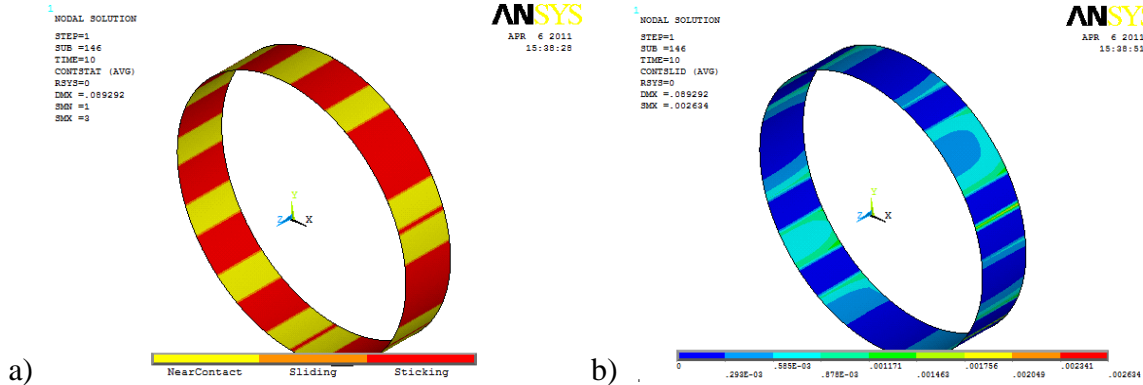 1
NODAL SOLUTION
STEP=1
SUB =146
TIME=10
CONTSTAT (AVG)
RSYS=0
DMX =.089292
SMN =1
SMX =3
ANSYS
APR 6 2011
15:38:28
Y
Z X
NearContact Sliding Sticking
a)
1
NODAL SOLUTION
STEP=1
SUB =146
TIME=10
CONTSLID (AVG)
RSYS=0
DMX =.089292
SMX =.002634
ANSYS
APR 6 2011
15:38:51
Y
Z X
0 .585E-03 .001171 .001756 .002341
.293E-03 .878E-03 .001463 .002049 .002634
b)